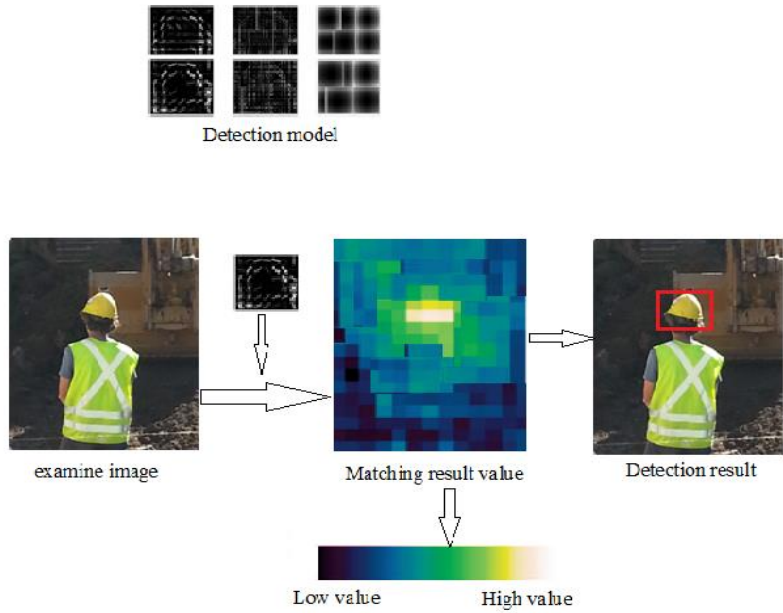 Detection model
examine image
Matching result value
Detection result
Low value
High value